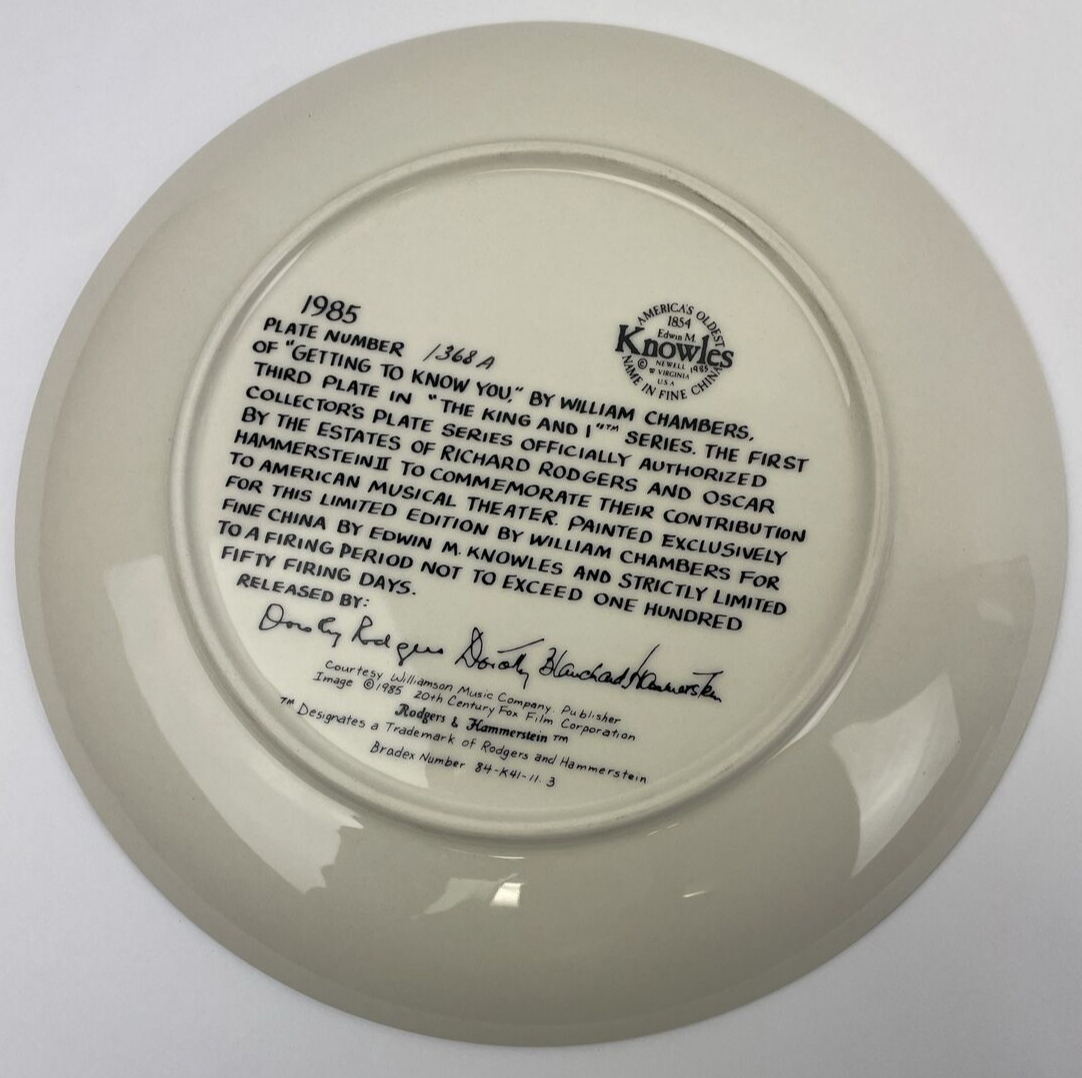 1985
PLATE NUMBER 1368A
OF "GETTING TO KNOW YOU," BY WILLIAM CHAMBERS,
THIRD PLATE IN "THE KING AND I"™ SERIES. THE FIRST
COLLECTOR'S PLATE SERIES OFFICIALLY AUTHORIZED
BY THE ESTATES OF RICHARD RODGERS AND OSCAR
HAMMERSTEIN II TO COMMEMORATE THEIR CONTRIBUTION
TO AMERICAN MUSICAL THEATER. PAINTED EXCLUSIVELY
FOR THIS LIMITED EDITION BY WILLIAM CHAMBERS FOR
FINE CHINA BY EDWIN M. KNOWLES AND STRICTLY LIMITED
TO A FIRING PERIOD NOT TO EXCEED ONE HUNDRED
FIFTY FIRING DAYS.
RELEASED BY:
Dorothy Rodgers Dorothy Blanchard Hammerstein
Courtesy Williamson Music Company. Publisher
Image ©1985 20th Century Fox Film Corporation
Rodgers & Hammerstein ™
™ Designates a Trademark of Rodgers and Hammerstein
Bradex Number 84-K41-11.3
AMERICA'S OLDEST
1854
Edwin M.
Knowles
© NEWELL 1985
W VIRGINIA
U.S.A
NAME IN FINE CHINA